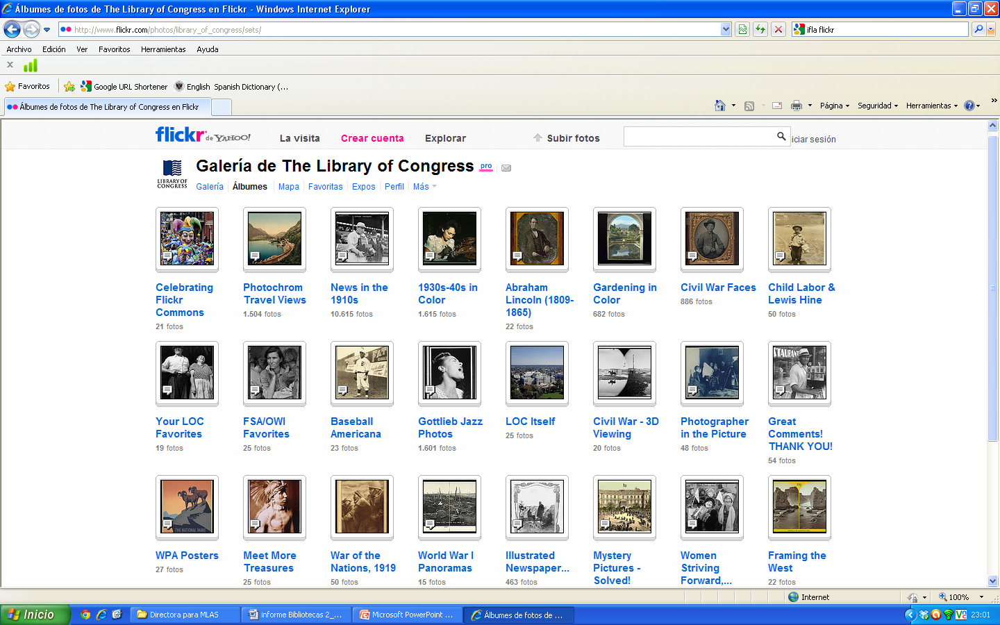 Álbumes de fotos de The Library of Congress en Flickr - Windows Internet Explorer
http://www.flickr.com/photos/library_of_congress/sets/
ifla flickr
Archivo Edición Ver Favoritos Herramientas Ayuda
x
Favoritos Google URL Shortener English Spanish Dictionary (...
Álbumes de fotos de The Library of Congress en Flickr
Página Seguridad Herramientas »
flickr de YAHOO! La visita Crear cuenta Explorar Subir fotos iciar sesión
LIBRARY OF CONGRESS
Galería de The Library of Congress pro
Galería Álbumes Mapa Favoritas Expos Perfil Más
Celebrating Flickr Commons
21 fotos
Photochrom Travel Views
1.504 fotos
News in the 1910s
10.615 fotos
1930s-40s in Color
1.615 fotos
Abraham Lincoln (1809-1865)
22 fotos
Gardening in Color
682 fotos
Civil War Faces
886 fotos
Child Labor & Lewis Hine
50 fotos
STAUFANT
Your LOC Favorites
19 fotos
FSA/OWI Favorites
25 fotos
Baseball Americana
23 fotos
Gottlieb Jazz Photos
1.601 fotos
LOC Itself
25 fotos
Civil War - 3D Viewing
20 fotos
Photographer in the Picture
48 fotos
Great Comments! THANK YOU!
54 fotos
THE NATIONAL PARKS
WPA Posters
27 fotos
Meet More Treasures
25 fotos
War of the Nations, 1919
50 fotos
World War I Panoramas
15 fotos
Illustrated Newspaper...
463 fotos
Mystery Pictures - Solved!
Women Striving Forward,...
Framing the West
22 fotos
Internet 100%
Inicio Directora para MLAS informe Bibliotecas 2_... Microsoft PowerPoint ... Álbumes de fotos de ... 23:01